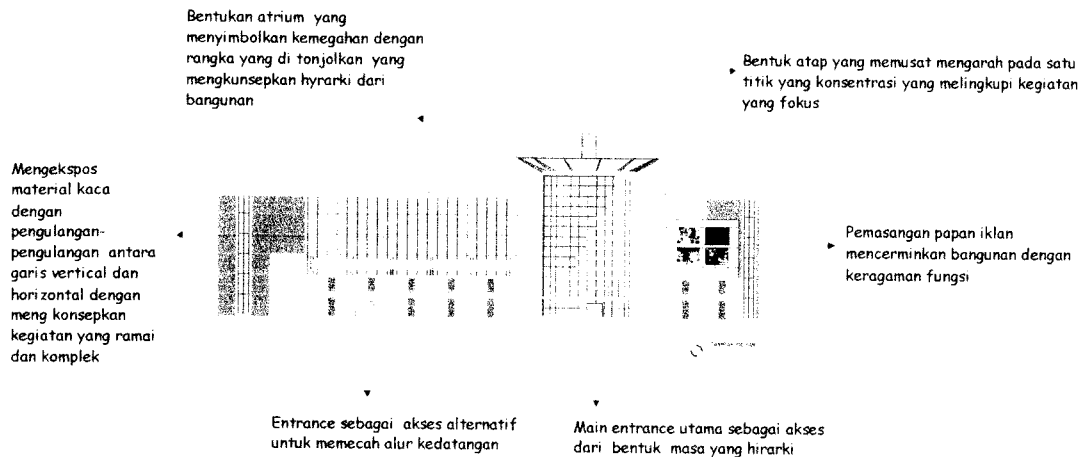 Bentukan atrium yang
menyimbolkan kemegahan dengan
rangka yang di tonjolkan yang
mengkunsepkan hyrarki dari
bangunan
Bentuk atap yang memusat mengarah pada satu
titik yang konsentrasi yang melingkupi kegiatan
yang fokus
Mengekspos
material kaca
dengan
pengulangan-
pengulangan antara
garis vertical dan
horizontal dengan
meng konsepkan
kegiatan yang ramai
dan komplek
Pemasangan papan iklan
mencerminkan bangunan dengan
keragaman fungsi
Entrance sebagai akses alternatif
untuk memecah alur kedatangan
Main entrance utama sebagai akses
dari bentuk masa yang hirarki